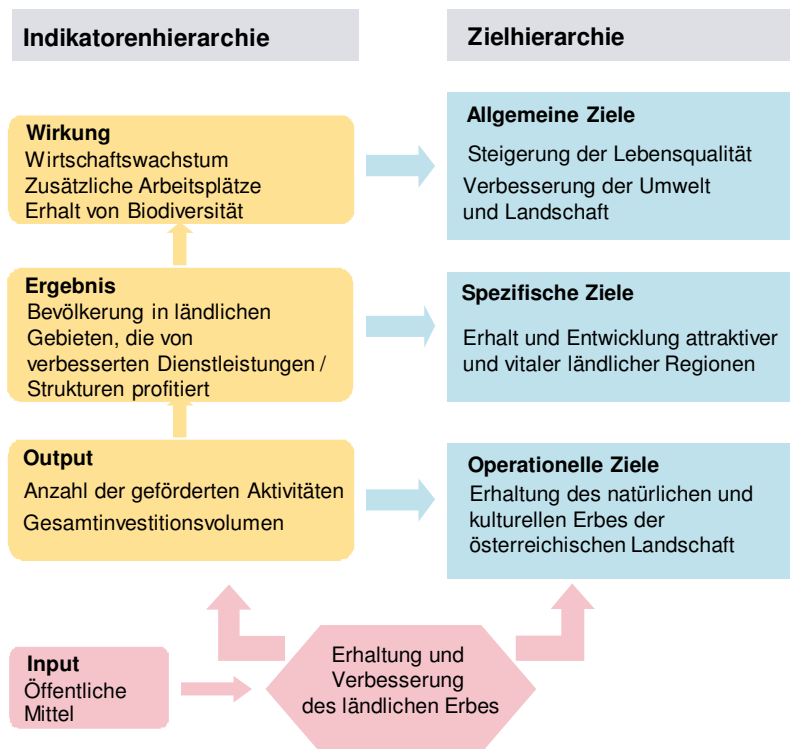 Indikatorenhierarchie
Zielhierarchie
Wirkung
Wirtschaftswachstum
Zusätzliche Arbeitsplätze
Erhalt von Biodiversität
Allgemeine Ziele
Steigerung der Lebensqualität
Verbesserung der Umwelt
und Landschaft
Ergebnis
Bevölkerung in ländlichen
Gebieten, die von
verbesserten Dienstleistungen /
Strukturen profitiert
Spezifische Ziele
Erhalt und Entwicklung attraktiver
und vitaler ländlicher Regionen
Output
Anzahl der geförderten Aktivitäten
Gesamtinvestitionsvolumen
Operationelle Ziele
Erhaltung des natürlichen und
kulturellen Erbes der
österreichischen Landschaft
Input
Öffentliche
Mittel
Erhaltung und
Verbesserung
des ländlichen Erbes